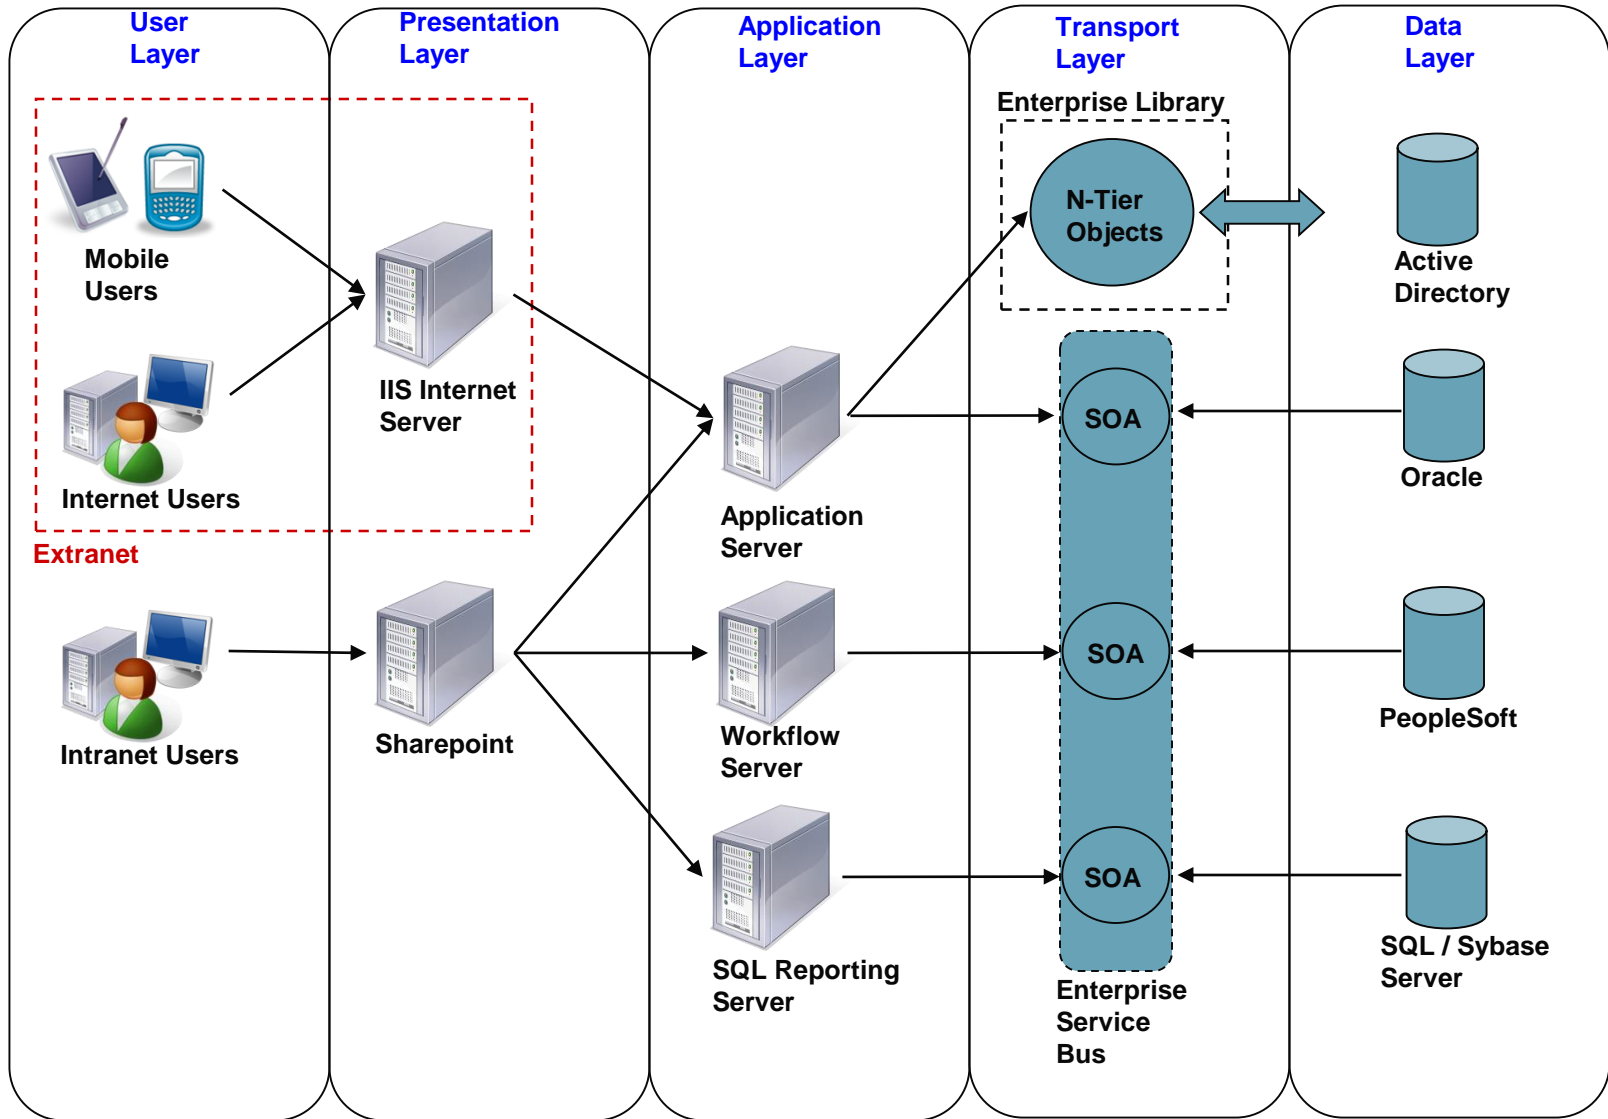 User
Layer
Presentation
Layer
Application
Layer
Transport
Layer
Data
Layer
Enterprise Library
N-Tier
Objects
Mobile
Users
Active
Directory
IIS Internet
Server
SOA
Internet Users
Oracle
Application
Server
Extranet
SOA
Intranet Users
Sharepoint
Workflow
Server
PeopleSoft
SOA
SQL Reporting
Server
Enterprise
Service
Bus
SQL / Sybase
Server